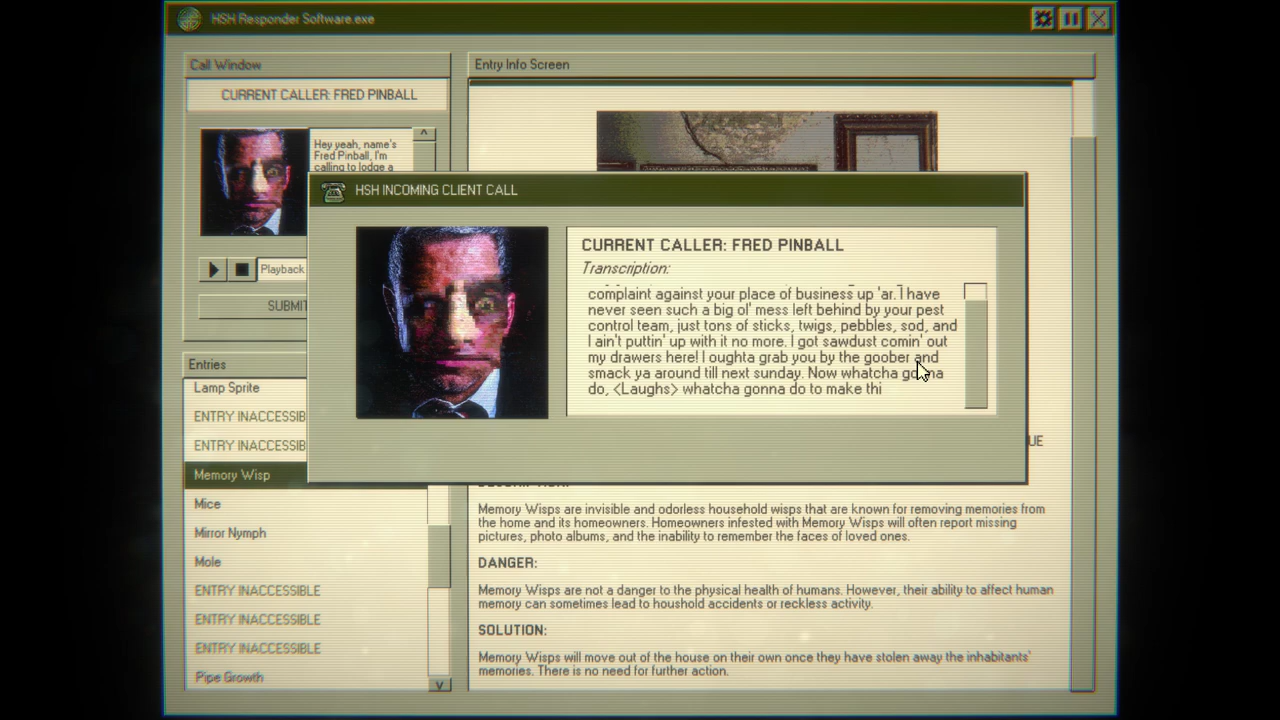 HSH Responder Software.exe
Call Window
CURRENT CALLER: FRED PINBALL
Hey yeah, name's
Fred Pinball, I'm
calling to lodge a
Playback
SUBMIT
Entries
Lamp Sprite
ENTRY INACCESSIB
ENTRY INACCESSIB
Memory Wisp
Mice
Mirror Nymph
Mole
ENTRY INACCESSIBLE
ENTRY INACCESSIBLE
ENTRY INACCESSIBLE
Pipe Growth
Entry Info Screen
HSH INCOMING CLIENT CALL
CURRENT CALLER: FRED PINBALL
Transcription:
complaint against your place of business up 'ar. I have
never seen such a big ol' mess left behind by your pest
control team, just tons of sticks, twigs, pebbles, sod, and
I ain't puttin' up with it no more. I got sawdust comin' out
my drawers here! I oughta grab you by the goober and
smack ya around till next sunday. Now whatcha gonna
do, <Laughs> whatcha gonna do to make thi
UE
Memory Wisps are invisible and odorless household wisps that are known for removing memories from
the home and its homeowners. Homeowners infested with Memory Wisps will often report missing
pictures, photo albums, and the inability to remember the faces of loved ones.
DANGER:
Memory Wisps are not a danger to the physical health of humans. However, their ability to affect human
memory can sometimes lead to houshold accidents or reckless activity.
SOLUTION:
Memory Wisps will move out of the house on their own once they have stolen away the inhabitants'
memories. There is no need for further action.